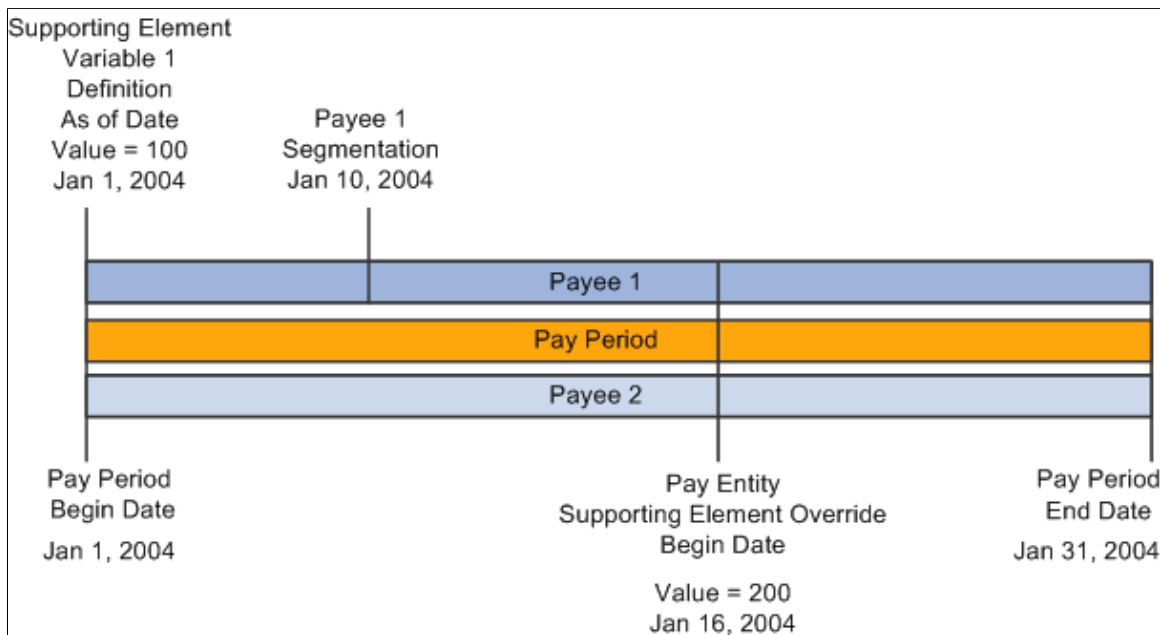 Supporting Element
Variable 1
Definition
As of Date
Value = 100
Jan 1, 2004
Payee 1
Segmentation
Jan 10, 2004
Payee 1
Pay Period
Payee 2
Pay Period
Begin Date
Jan 1, 2004
Pay Entity
Supporting Element Override
Begin Date
Value = 200
Jan 16, 2004
Pay Period
End Date
Jan 31, 2004